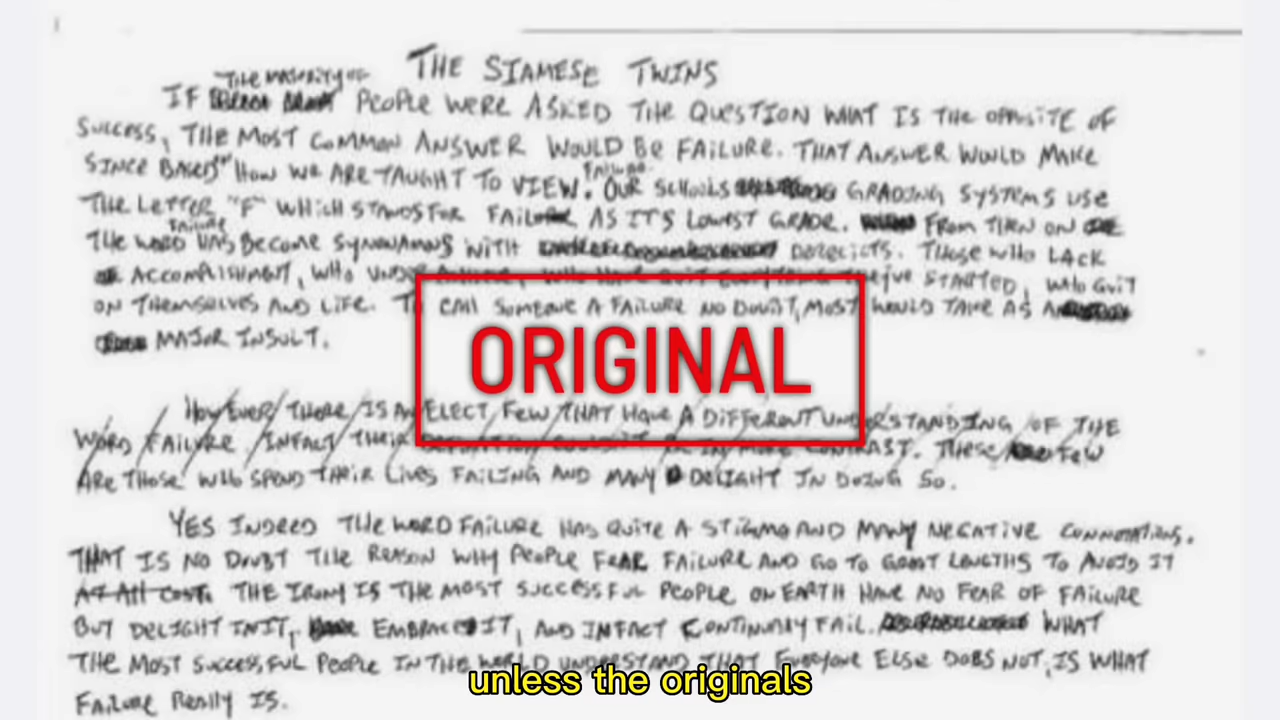 THE SIAMESE TWINS
THE MAJORITY OF
IF PEOPLE WERE ASKED THE QUESTION WHAT IS THE OPPOSITE OF
SUCCESS, THE MOST COMMON ANSWER WOULD BE FAILURE. THAT ANSWER WOULD MAKE
FAILURE
SINCE BASED HOW WE ARE TAUGHT TO VIEW. OUR SCHOOLS GRADING SYSTEMS USE
THE LETTER "F" WHICH STANDS FOR FAIL AS IT'S LOWEST GRADE. FROM THEN ON
FAILURE
THE WORD HAS BECOME WITH THOSE WHO LACK
ACCOMPLISHMENT, WHO STARTED, WHO QUIT
ON THEMSELVES AND LIFE. TO CALL SOMEONE A FAILURE NO DOUBT, MOST WOULD TAKE AS A
ORIGINAL
MAJOR INSULT.
HOWEVER THERE IS AN ELECT FEW THAT HAVE A DIFFERENT UNDERSTANDING OF THE
WORD FAILURE INFACT THEIR THESE FEW
ARE THOSE WHO SPEND THEIR LIVES FAILING AND MANY DELIGHT IN DOING SO.
YES INDEED THE WORD FAILURE HAS QUITE A STIGMA AND MANY NEGATIVE CONNOTATIONS.
THAT IS NO DOUBT THE REASON WHY PEOPLE FEAR FAILURE AND GO TO GREAT LENGTHS TO AVOID IT
AT ALL COST. THE IRONY IS THE MOST SUCCESSFUL PEOPLE ON EARTH HAVE NO FEAR OF FAILURE
BUT DELIGHT IN IT, EMBRACE IT, AND INFACT CONTINUALLY FAIL. WHAT
THE MOST SUCCESSFUL PEOPLE IN THE WORLD UNDERSTAND THAT EVERYONE ELSE DOES NOT, IS WHAT
unless the originals
FAILURE REALLY IS.